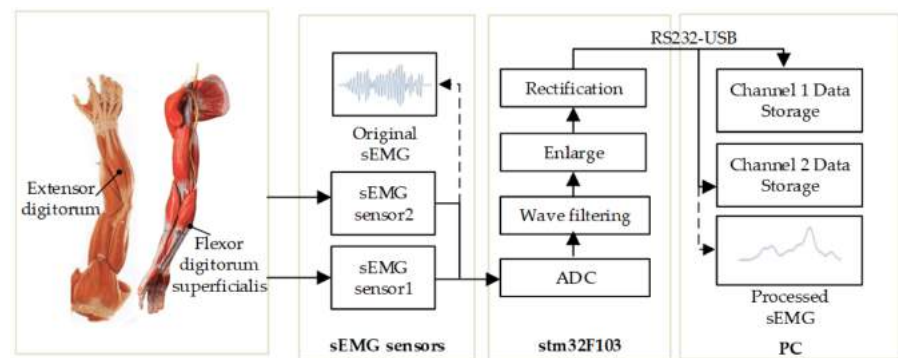 Extensor
digitorum
Flexor
digitorum
superficialis
Original
sEMG
sEMG
sensor2
sEMG
sensor1
sEMG sensors
Rectification
Enlarge
Wave filtering
ADC
stm32F103
RS232-USB
Channel 1 Data
Storage
Channel 2 Data
Storage
Processed
sEMG
PC